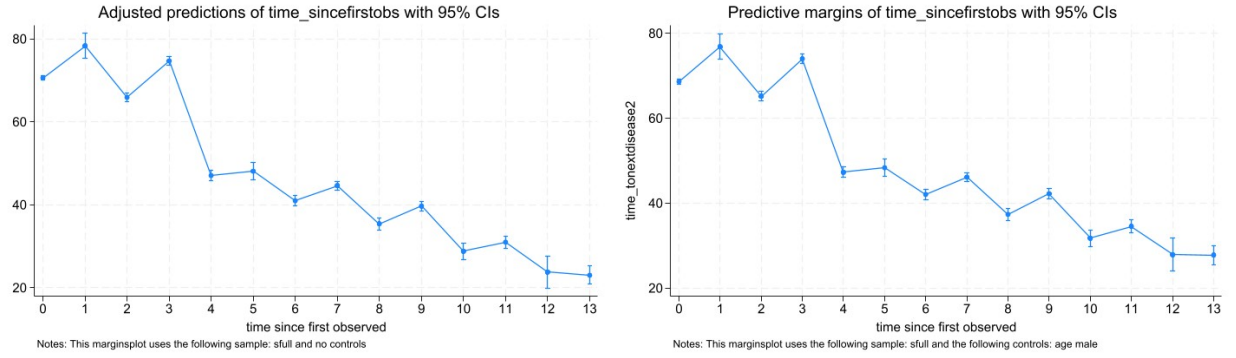 Adjusted predictions of time_sincefirstobs with 95% CIs
80
60
40
20
0 1 2 3 4 5 6 7 8 9 10 11 12 13
time since first observed
Notes: This marginsplot uses the following sample: sfull and no controls
Predictive margins of time_sincefirstobs with 95% CIs
time_tonextdisease2
80
60
40
20
0 1 2 3 4 5 6 7 8 9 10 11 12 13
time since first observed
Notes: This marginsplot uses the following sample: sfull and the following controls: age male